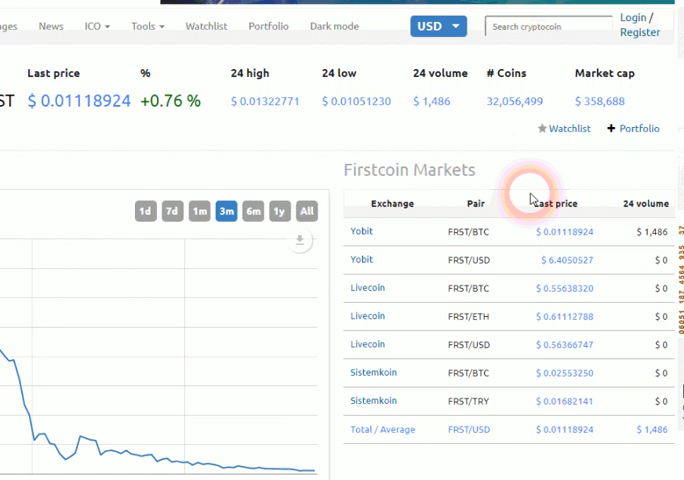 News ICO Tools Watchlist Portfolio Dark mode USD Search cryptocoin Login /
Register
Last price % 24 high 24 low 24 volume # Coins Market cap
ST $ 0.01118924 +0.76 % $ 0.01322771 $ 0.01051230 $ 1,486 32,056,499 $ 358,688
Watchlist + Portfolio
Firstcoin Markets
1d 7d 1m 3m 6m 1y All
Exchange Pair Last price 24 volume
Yobit FRST/BTC $ 0.01118924 $ 1,486
Yobit FRST/USD $ 6.4050527 $ 0
Livecoin FRST/BTC $ 0.55638320 $ 0
Livecoin FRST/ETH $ 0.61112788 $ 0
Livecoin FRST/USD $ 0.56366747 $ 0
Sistemkoin FRST/BTC $ 0.02553250 $ 0
Sistemkoin FRST/TRY $ 0.01682141 $ 0
Total / Average FRST/USD $ 0.01118924 $ 1,486